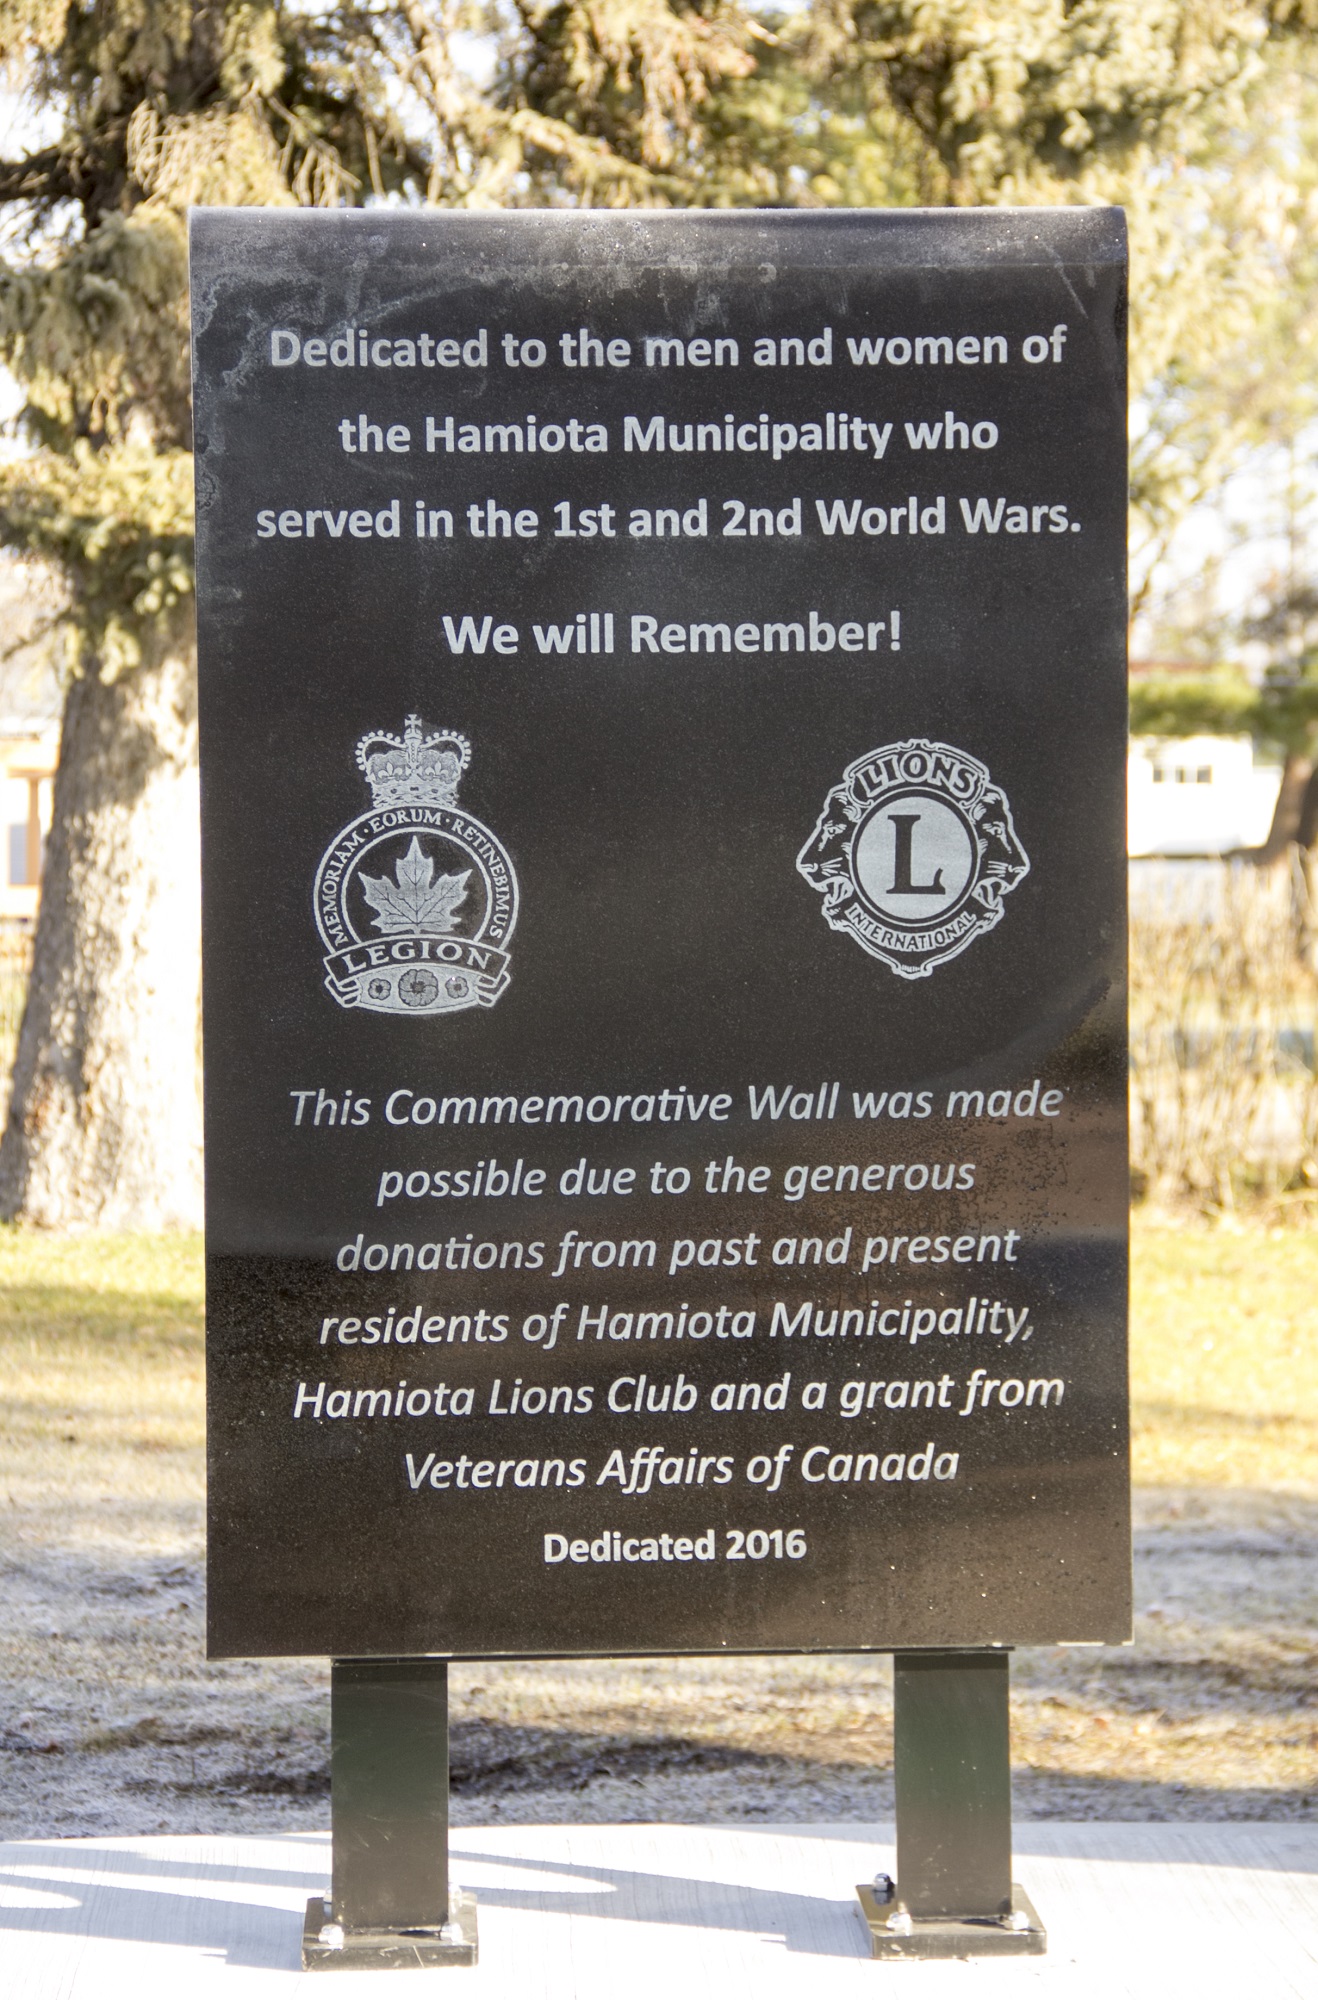 Dedicated to the men and women of
the Hamiota Municipality who
served in the 1st and 2nd World Wars.
We will Remember!
MEMORIAM · EORUM · RETINEBIMUS
LEGION
LIONS
L
INTERNATIONAL
This Commemorative Wall was made
possible due to the generous
donations from past and present
residents of Hamiota Municipality,
Hamiota Lions Club and a grant from
Veterans Affairs of Canada
Dedicated 2016